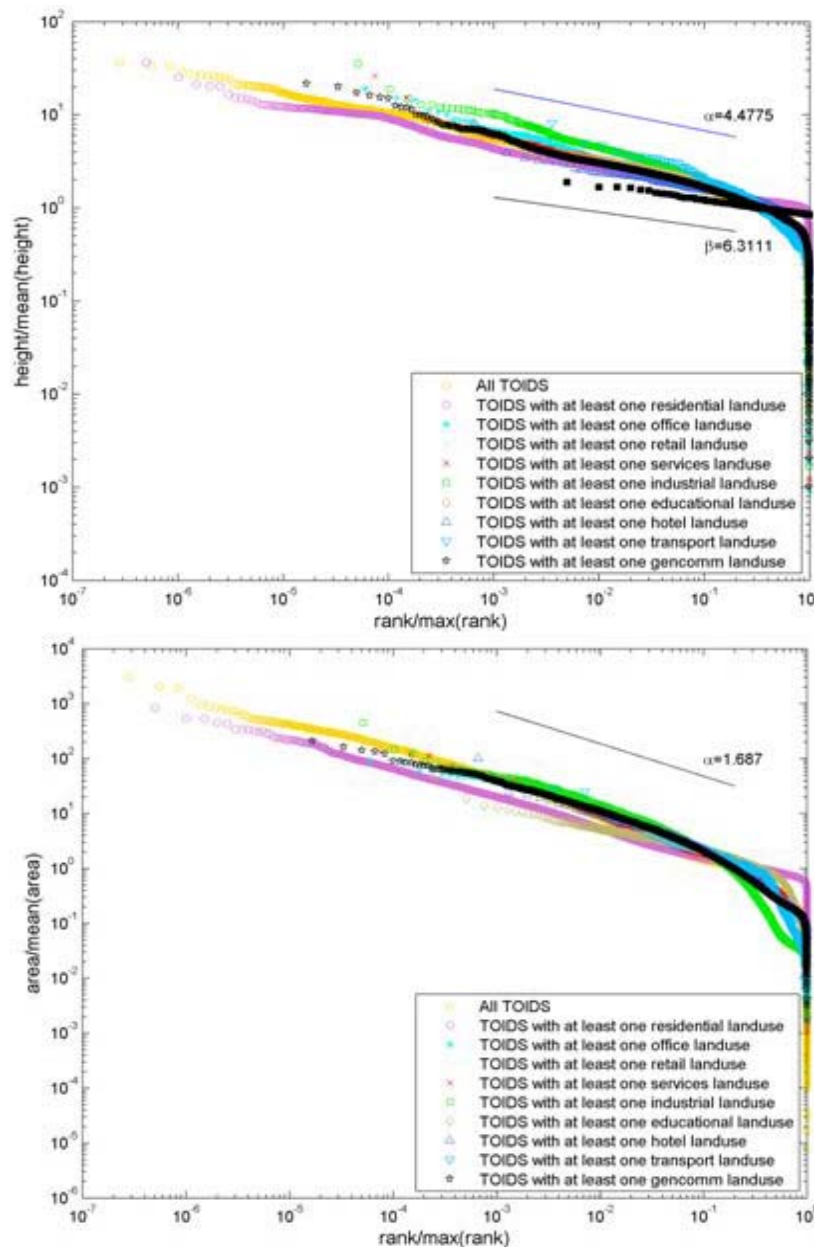 10^2
10^1
α=4.4775
10^0
β=6.3111
10^-1
height/mean(height)
10^-2
10^-3
10^-4
All TOIDS
TOIDS with at least one residential landuse
TOIDS with at least one office landuse
TOIDS with at least one retail landuse
TOIDS with at least one services landuse
TOIDS with at least one industrial landuse
TOIDS with at least one educational landuse
TOIDS with at least one hotel landuse
TOIDS with at least one transport landuse
TOIDS with at least one gencomm landuse
10^-7 10^-6 10^-5 10^-4 10^-3 10^-2 10^-1 10^0
rank/max(rank)
10^4
10^3
10^2
α=1.687
10^1
10^0
10^-1
area/mean(area)
10^-2
10^-3
10^-4
10^-5
10^-6
All TOIDS
TOIDS with at least one residential landuse
TOIDS with at least one office landuse
TOIDS with at least one retail landuse
TOIDS with at least one services landuse
TOIDS with at least one industrial landuse
TOIDS with at least one educational landuse
TOIDS with at least one hotel landuse
TOIDS with at least one transport landuse
TOIDS with at least one gencomm landuse
10^-7 10^-6 10^-5 10^-4 10^-3 10^-2 10^-1 10^0
rank/max(rank)